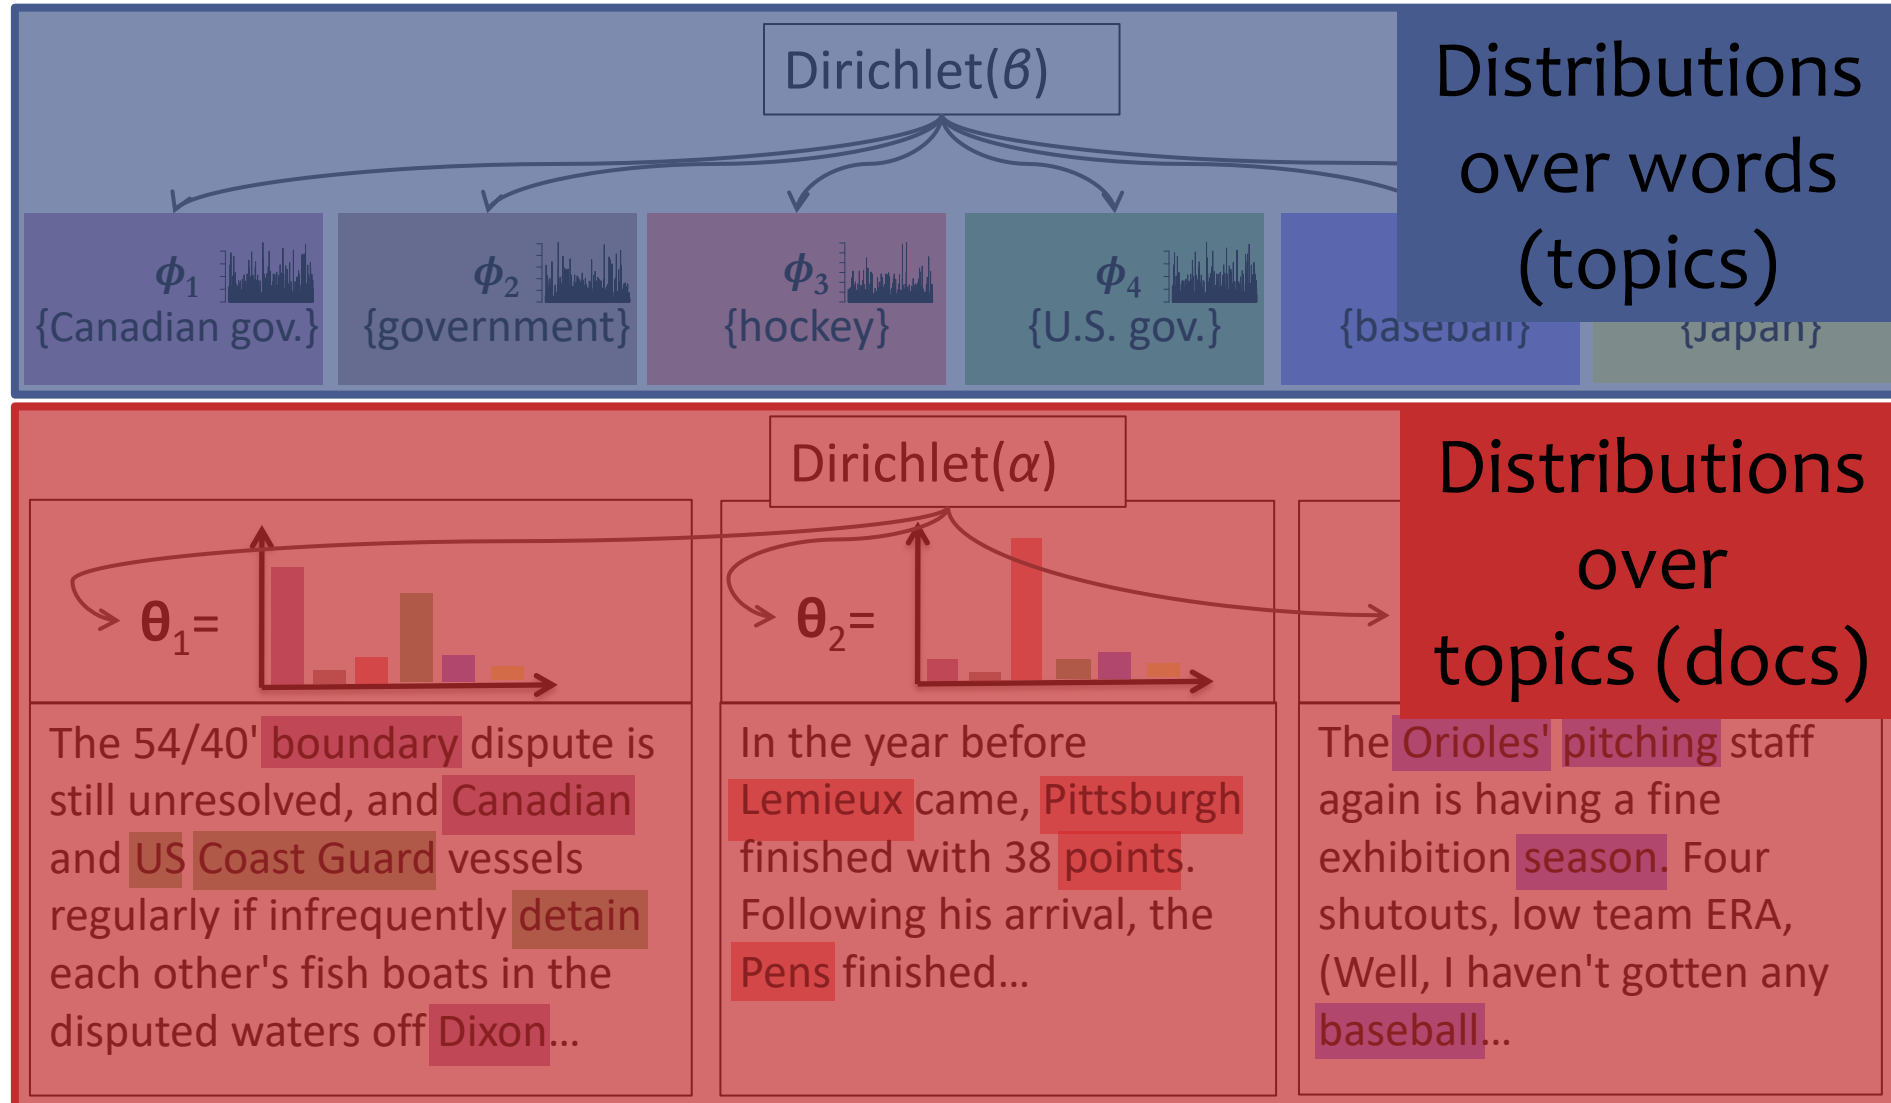 Dirichlet(β)
Distributions
over words
(topics)
ϕ1
{Canadian gov.}
ϕ2
{government}
ϕ3
{hockey}
ϕ4
{U.S. gov.}
{baseball}
{Japan}
Dirichlet(α)
Distributions
over
topics (docs)
θ1=
θ2=
The 54/40' boundary dispute is
still unresolved, and Canadian
and US Coast Guard vessels
regularly if infrequently detain
each other's fish boats in the
disputed waters off Dixon…
In the year before
Lemieux came, Pittsburgh
finished with 38 points.
Following his arrival, the
Pens finished…
The Orioles' pitching staff
again is having a fine
exhibition season. Four
shutouts, low team ERA,
(Well, I haven't gotten any
baseball…